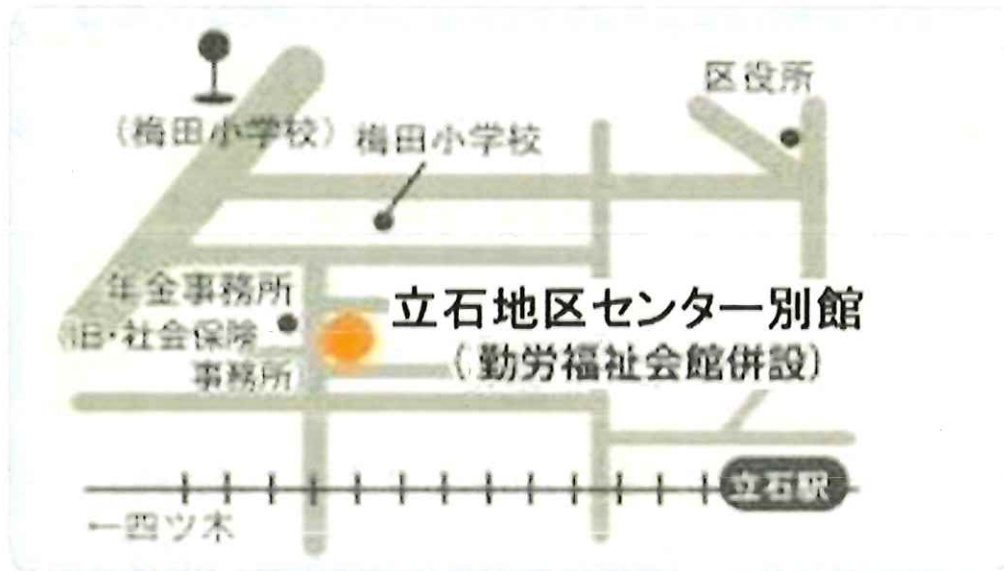 区役所
(梅田小学校)
梅田小学校
年金事務所
(旧・社会保険
事務所)
立石地区センター別館
(勤労福祉会館併設)
立石駅
←四ツ木